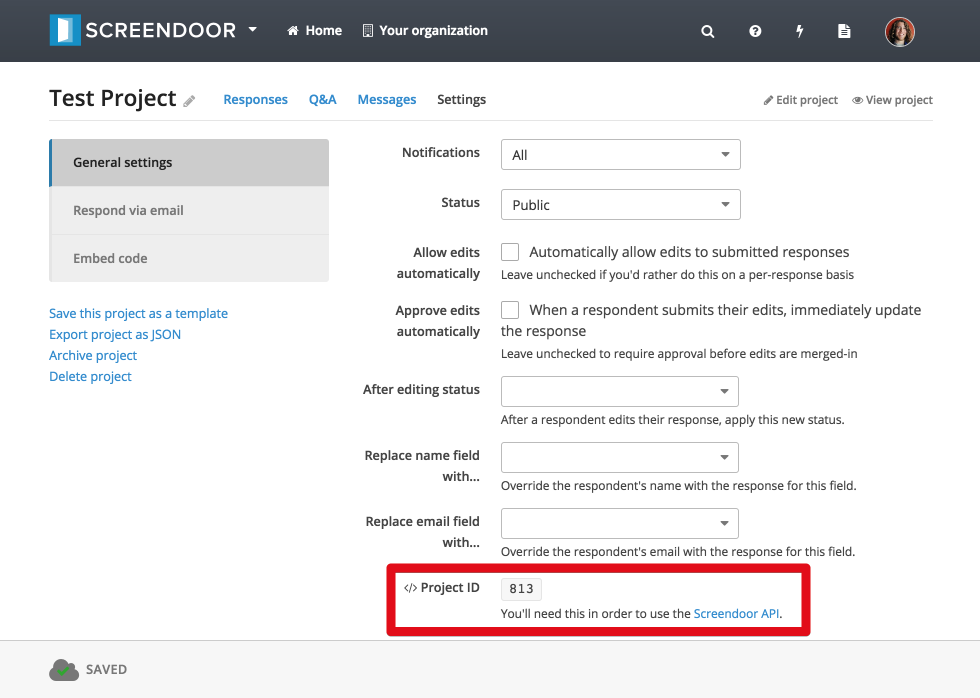 SCREENDOOR Home Your organization
Test Project Responses Q&A Messages Settings Edit project View project
General settings
Respond via email
Embed code
Save this project as a template
Export project as JSON
Archive project
Delete project
Notifications All
Status Public
Allow edits automatically
Automatically allow edits to submitted responses
Leave unchecked if you'd rather do this on a per-response basis
Approve edits automatically
When a respondent submits their edits, immediately update
the response
Leave unchecked to require approval before edits are merged-in
After editing status
After a respondent edits their response, apply this new status.
Replace name field
with...
Override the respondent's name with the response for this field.
Replace email field
with...
Override the respondent's email with the response for this field.
</> Project ID 813
You'll need this in order to use the Screendoor API.
SAVED